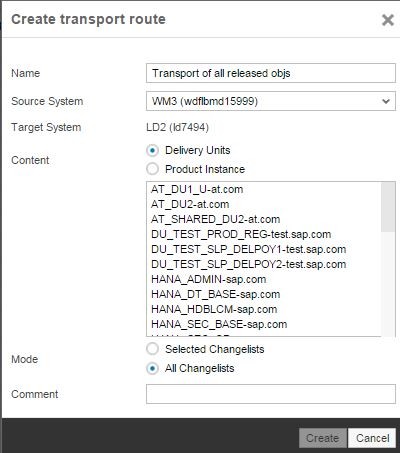 Create transport route
Name
Transport of all released objs
Source System
WM3 (wdflbmd15999)
Target System
LD2 (ld7494)
Content
Delivery Units
Product Instance
AT_DU1_U-at.com
AT_DU2-at.com
AT_SHARED_DU2-at.com
DU_TEST_PROD_REG-test.sap.com
DU_TEST_SLP_DELPOY1-test.sap.com
DU_TEST_SLP_DELPOY2-test.sap.com
HANA_ADMIN-sap.com
HANA_DT_BASE-sap.com
HANA_HDBLCM-sap.com
HANA_SEC_BASE-sap.com
Mode
Selected Changelists
All Changelists
Comment
Create
Cancel